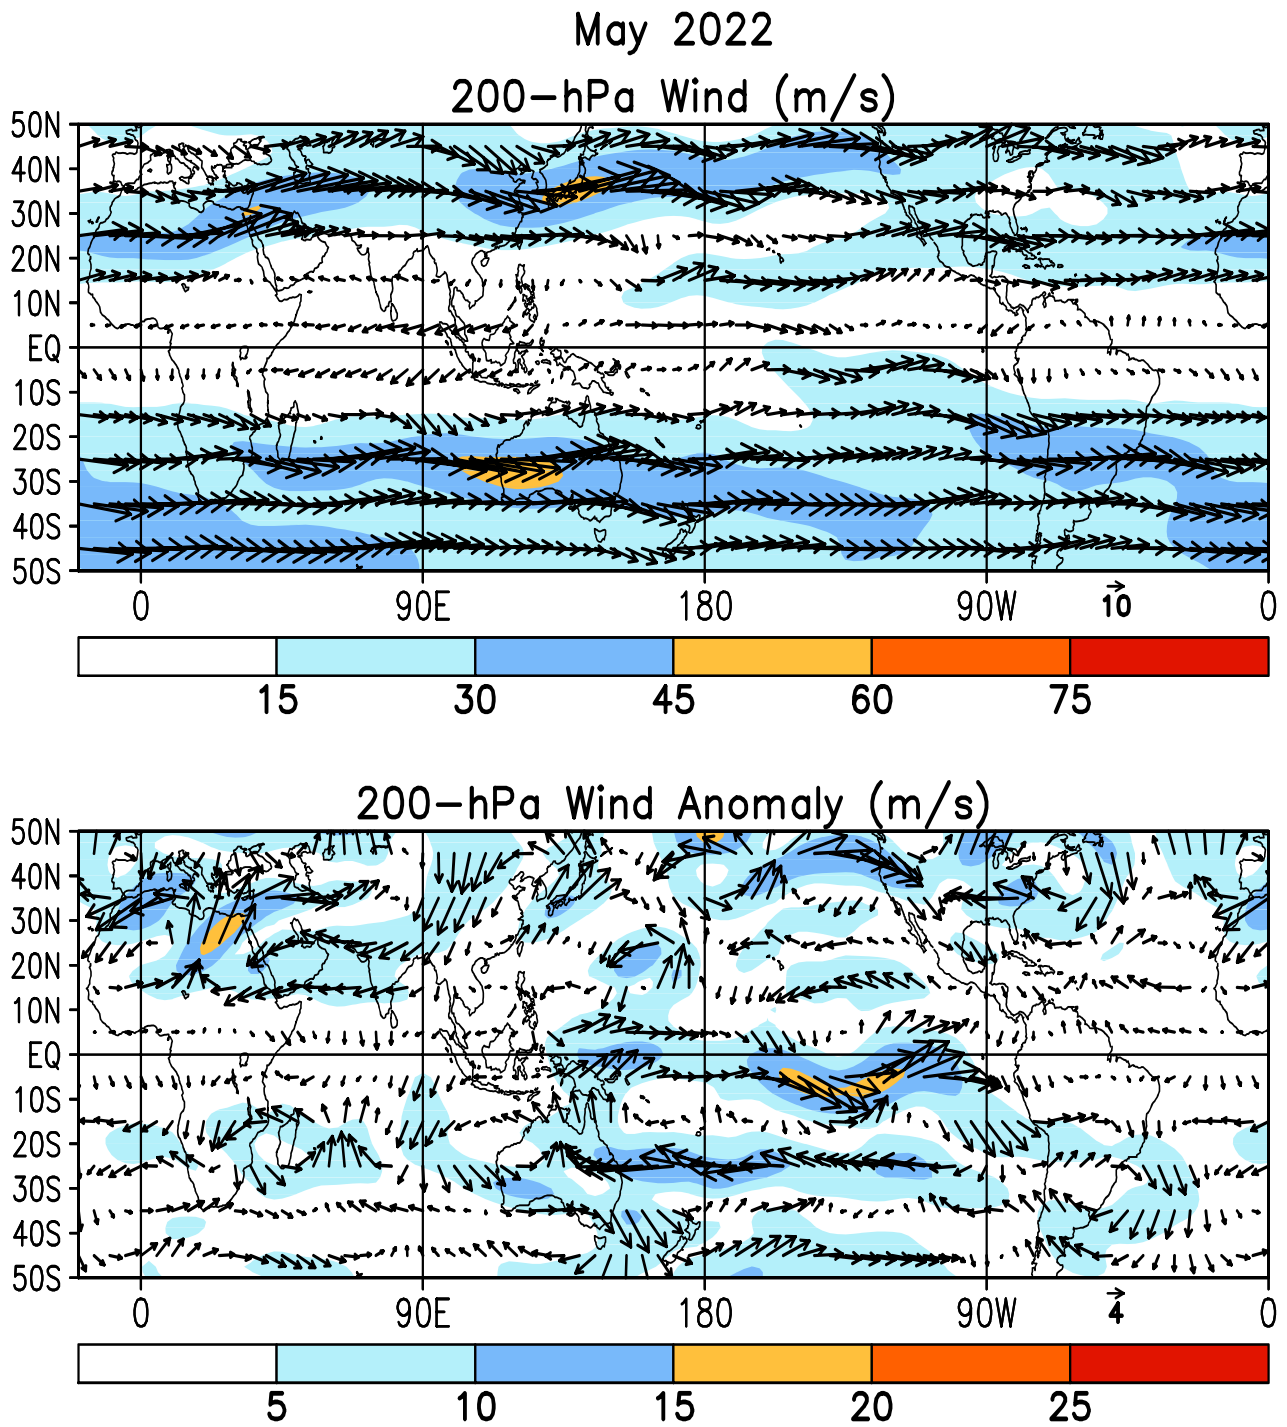 May 2022
200-hPa Wind (m/s)
50N
40N
30N
20N
10N
EQ
10S
20S
30S
40S
50S
0 90E 180 90W 10 0
15 30 45 60 75
200-hPa Wind Anomaly (m/s)
50N
40N
30N
20N
10N
EQ
10S
20S
30S
40S
50S
0 90E 180 90W 4 0
5 10 15 20 25